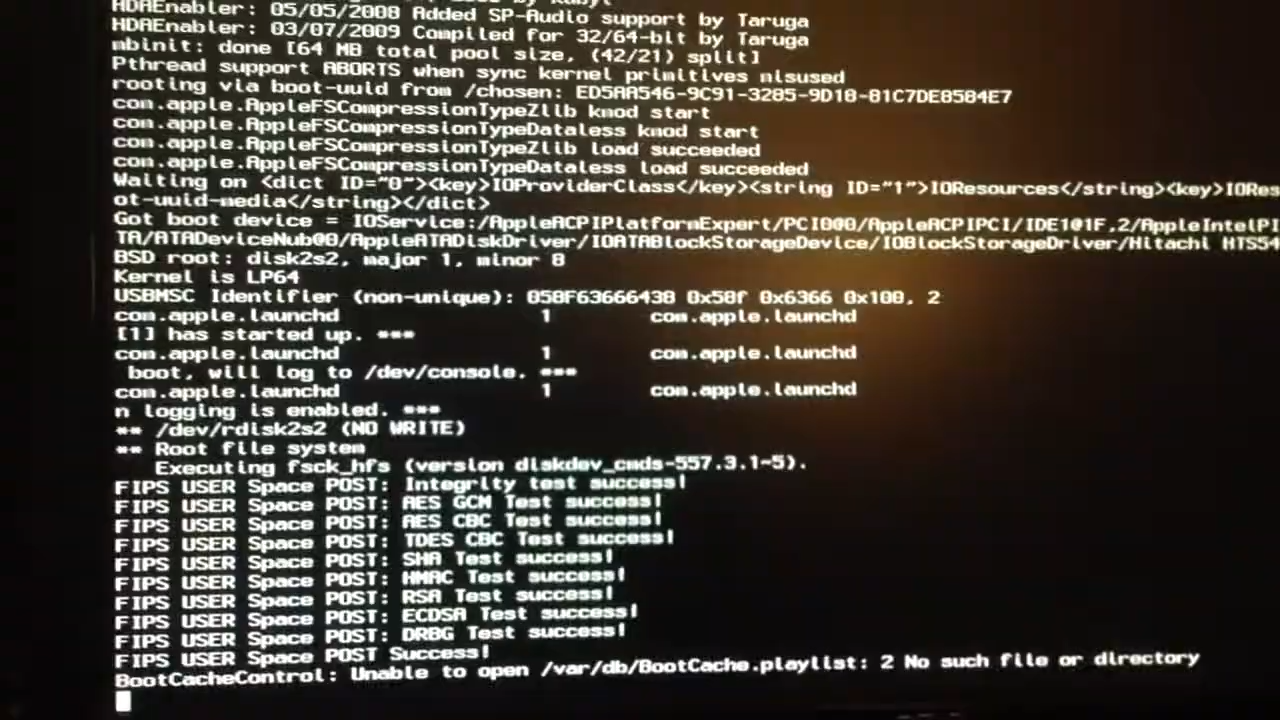 HDAEnabler: 05/05/2008 Added SP-Audio support by Taruga
HDAEnabler: 03/07/2009 Compiled for 32/64-bit by Taruga
mbinit: done [64 MB total pool size, (42/21) split]
Pthread support ABORTS when sync kernel primitives misused
rooting via boot-uuid from /chosen: ED5AA546-9C91-3285-9D18-81C7DE8584E7
com.apple.AppleFSCompressionTypeZlib kmod start
com.apple.AppleFSCompressionTypeDataless kmod start
com.apple.AppleFSCompressionTypeZlib load succeeded
com.apple.AppleFSCompressionTypeDataless load succeeded
Waiting on <dict ID="0"><key>IOProviderClass</key><string ID="1">IOResources</string><key>IORes
ot-uuid-media</string></dict>
Got boot device = IOService:/AppleACPIPlatformExpert/PCI0@0/AppleACPIPCI/IDE1@1F,2/AppleIntelPI
TA/ATADeviceNub@0/AppleATADiskDriver/IOATABlockStorageDevice/IOBlockStorageDriver/Hitachi HTS54
BSD root: disk2s2, major 1, minor 8
Kernel is LP64
USBMSC Identifier (non-unique): 058F63666438 0x58f 0x6366 0x100, 2
com.apple.launchd 1 com.apple.launchd
[1] has started up. ***
com.apple.launchd 1 com.apple.launchd
boot, will log to /dev/console. ***
com.apple.launchd 1 com.apple.launchd
n logging is enabled. ***
** /dev/rdisk2s2 (NO WRITE)
** Root file system
Executing fsck_hfs (version diskdev_cmds-557.3.1~5).
FIPS USER Space POST: Integrity test success!
FIPS USER Space POST: AES GCM Test success!
FIPS USER Space POST: AES CBC Test success!
FIPS USER Space POST: TDES CBC Test success!
FIPS USER Space POST: SHA Test success!
FIPS USER Space POST: HMAC Test success!
FIPS USER Space POST: RSA Test success!
FIPS USER Space POST: ECDSA Test success!
FIPS USER Space POST: DRBG Test success!
FIPS USER Space POST Success!
BootCacheControl: Unable to open /var/db/BootCache.playlist: 2 No such file or directory